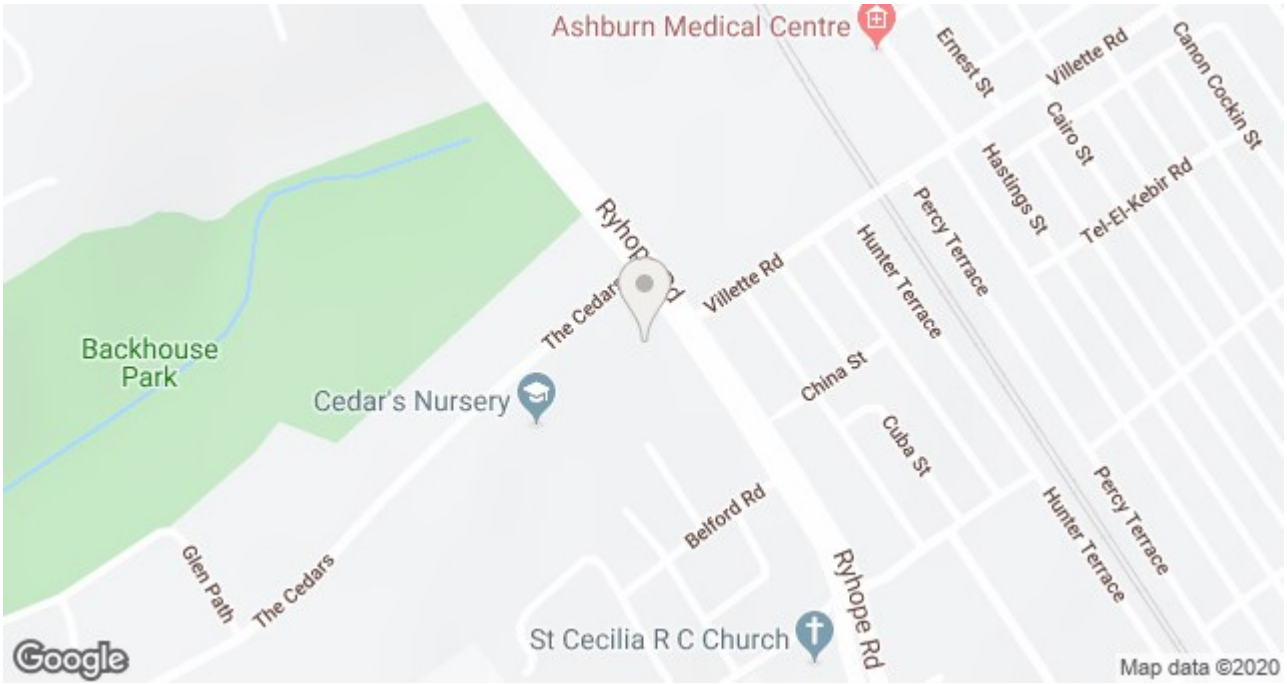 Ashburn Medical Centre
Ernest St
Villette Rd
Canon Cockin St
Cairo St
Hastings St
Tel-El-Kebir Rd
Percy Terrace
Ryhope Rd
Hunter Terrace
Villette Rd
The Cedars
Backhouse
Park
China St
Cedar's Nursery
Cuba St
Percy Terrace
Belford Rd
Hunter Terrace
Glen Path
The Cedars
Ryhope Rd
St Cecilia R C Church
Google
Map data ©2020